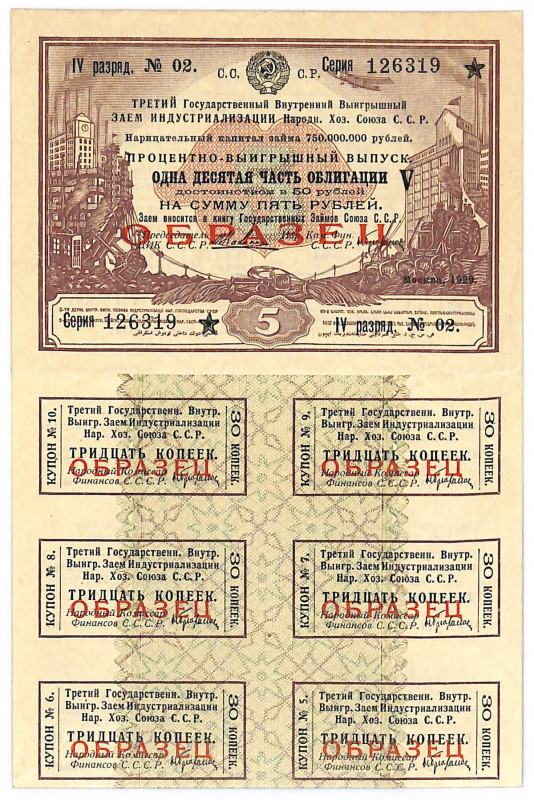 IV разряд. № 02. С.С. С.Р. Серия 126319
ТРЕТИЙ Государственный Внутренний Выигрышный
ЗАЕМ ИНДУСТРИАЛИЗАЦИИ Народн. Хоз. Союза С.С.Р.
Нарицательный капитал займа 750.000.000 рублей.
ПРОЦЕНТНО-ВЫИГРЫШНЫЙ ВЫПУСК.
ОДНА ДЕСЯТАЯ ЧАСТЬ ОБЛИГАЦИИ V
достоинством в 50 рублей
НА СУММУ ПЯТЬ РУБЛЕЙ.
Заем вносится в книгу Государственных Займов Союза С.С.Р.
ОБРАЗЕЦ
Председатель Нар. Ком. Фин.
ЦИК С.С.С.Р. С.С.С.Р.
Москва, 1929.
Серия 126319 5 IV разряд. № 02.
КУПОН № 10.
Третий Государственн. Внутр.
Выигр. Заем Индустриализации
Нар. Хоз. Союза С.С.Р.
ТРИДЦАТЬ КОПЕЕК.
ОБРАЗЕЦ
Народный Комиссар
Финансов С.С.С.Р.
30 КОПЕЕК.
КУПОН № 9.
Третий Государственн. Внутр.
Выигр. Заем Индустриализации
Нар. Хоз. Союза С.С.Р.
ТРИДЦАТЬ КОПЕЕК.
ОБРАЗЕЦ
Народный Комиссар
Финансов С.С.С.Р.
30 КОПЕЕК.
КУПОН № 8.
Третий Государственн. Внутр.
Выигр. Заем Индустриализации
Нар. Хоз. Союза С.С.Р.
ТРИДЦАТЬ КОПЕЕК.
ОБРАЗЕЦ
Народный Комиссар
Финансов С.С.С.Р.
30 КОПЕЕК.
КУПОН № 7.
Третий Государственн. Внутр.
Выигр. Заем Индустриализации
Нар. Хоз. Союза С.С.Р.
ТРИДЦАТЬ КОПЕЕК.
ОБРАЗЕЦ
Народный Комиссар
Финансов С.С.С.Р.
30 КОПЕЕК.
КУПОН № 6.
Третий Государственн. Внутр.
Выигр. Заем Индустриализации
Нар. Хоз. Союза С.С.Р.
ТРИДЦАТЬ КОПЕЕК.
ОБРАЗЕЦ
Народный Комиссар
Финансов С.С.С.Р.
30 КОПЕЕК.
КУПОН № 5.
Третий Государственн. Внутр.
Выигр. Заем Индустриализации
Нар. Хоз. Союза С.С.Р.
ТРИДЦАТЬ КОПЕЕК.
ОБРАЗЕЦ
Народный Комиссар
Финансов С.С.С.Р.
30 КОПЕЕК.